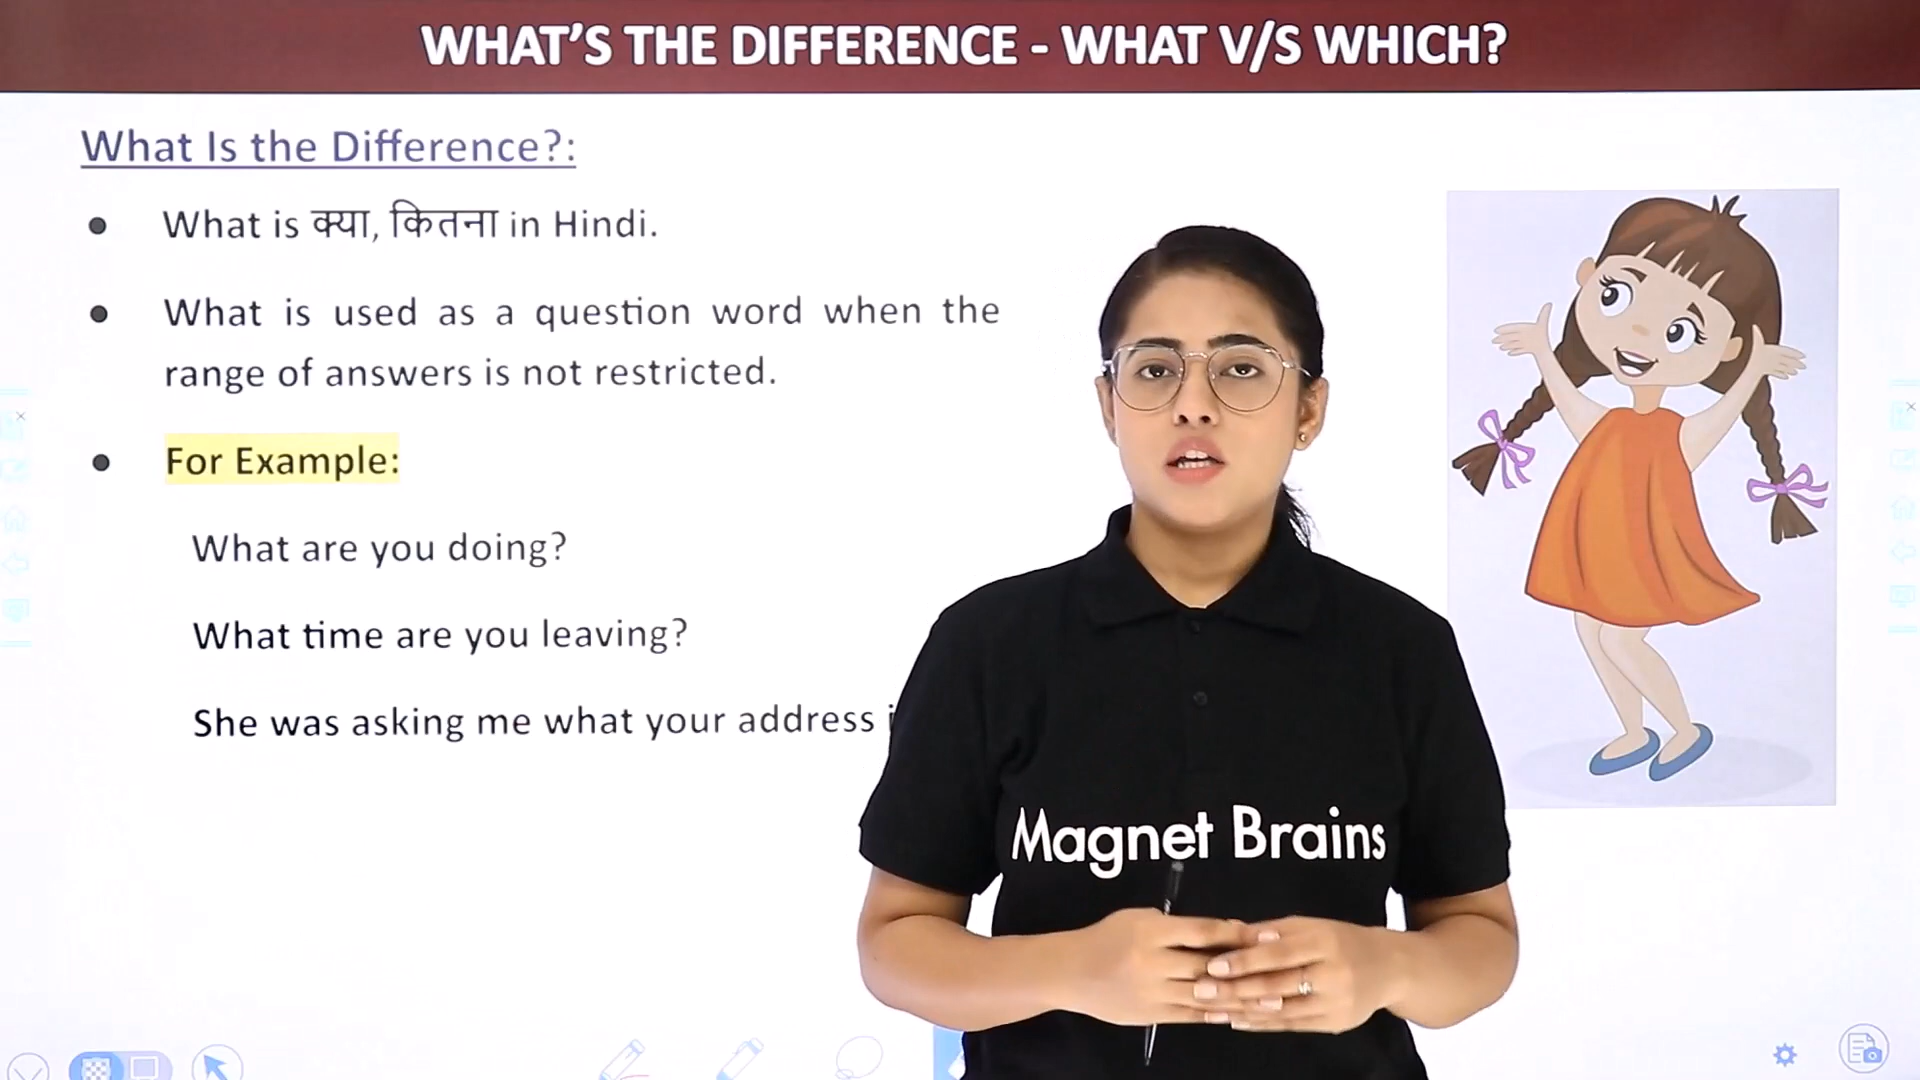 WHAT'S THE DIFFERENCE - WHAT V/S WHICH?
What Is the Difference?:
● What is क्या, कितना in Hindi.
● What is used as a question word when the
range of answers is not restricted.
● For Example:
What are you doing?
What time are you leaving?
She was asking me what your address
Magnet Brains